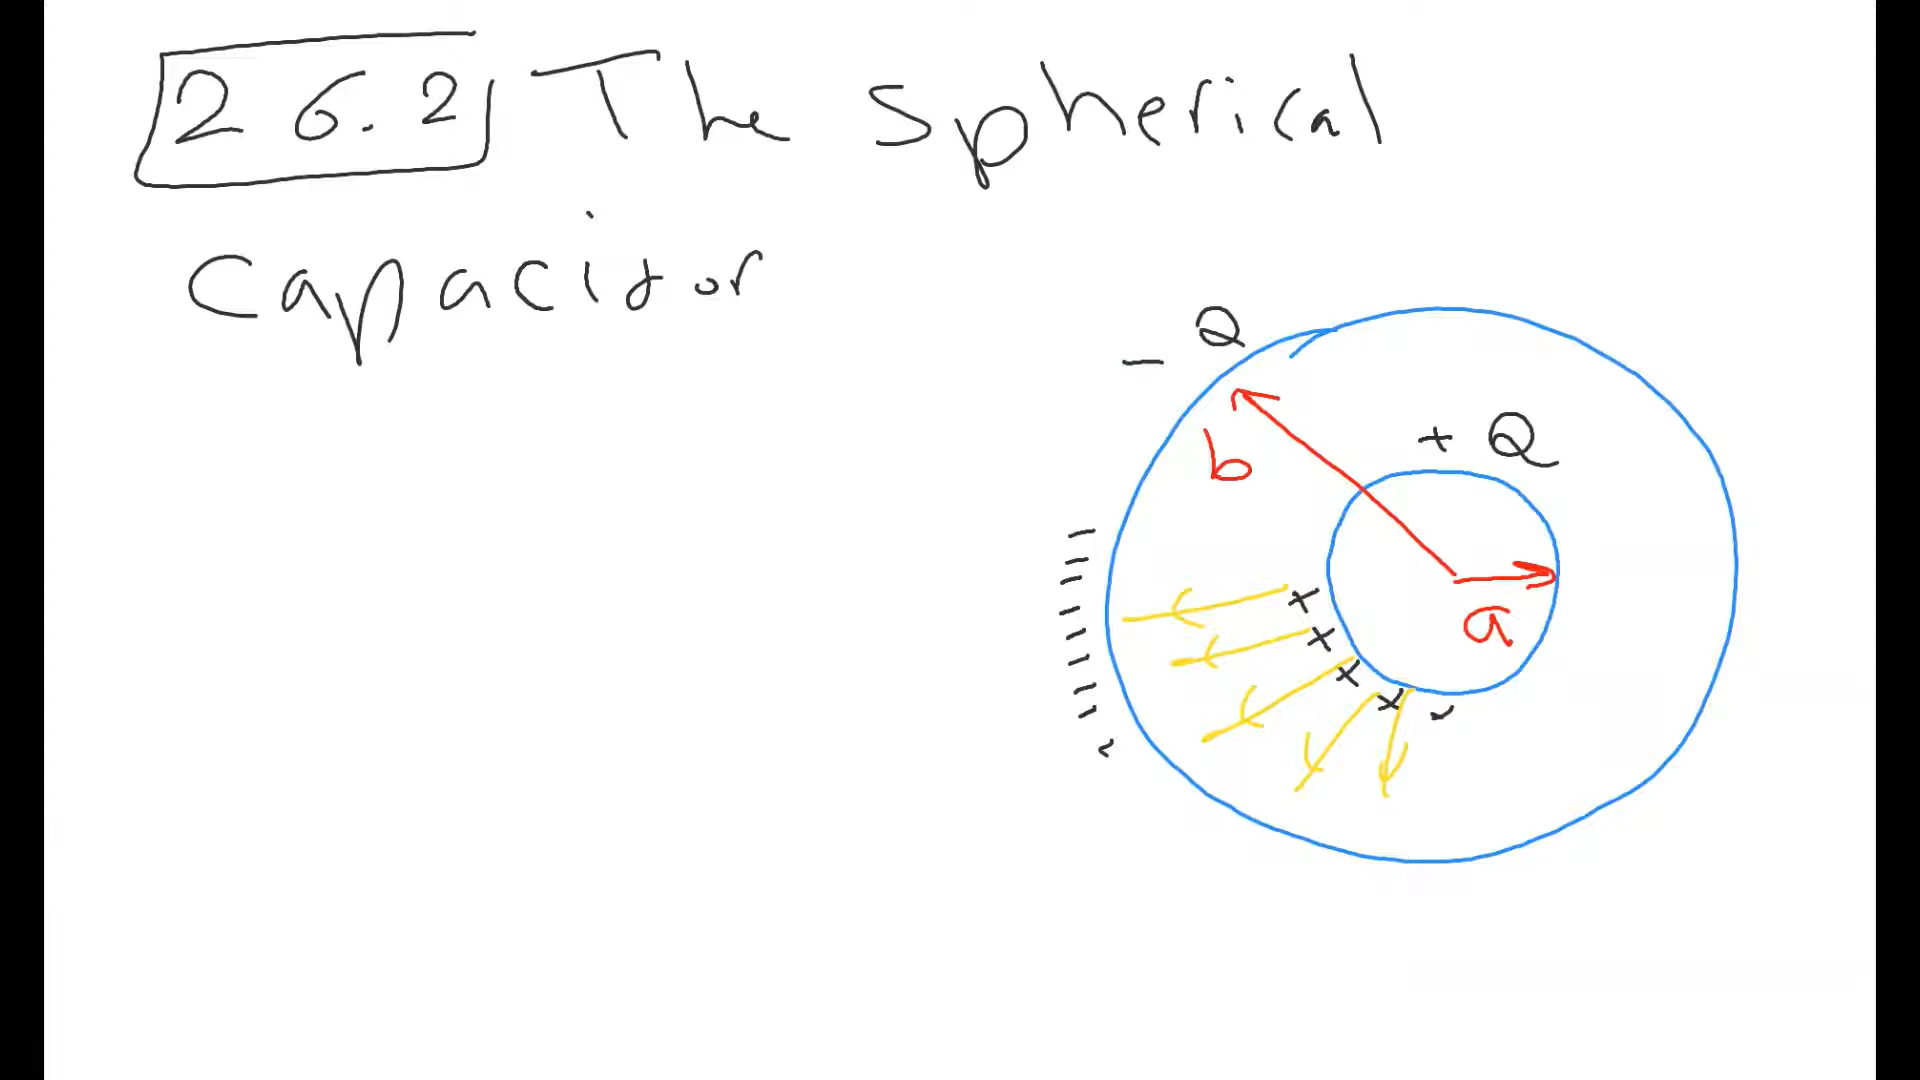 26.2 The Spherical
Capacitor
- Q
+ Q
b
a